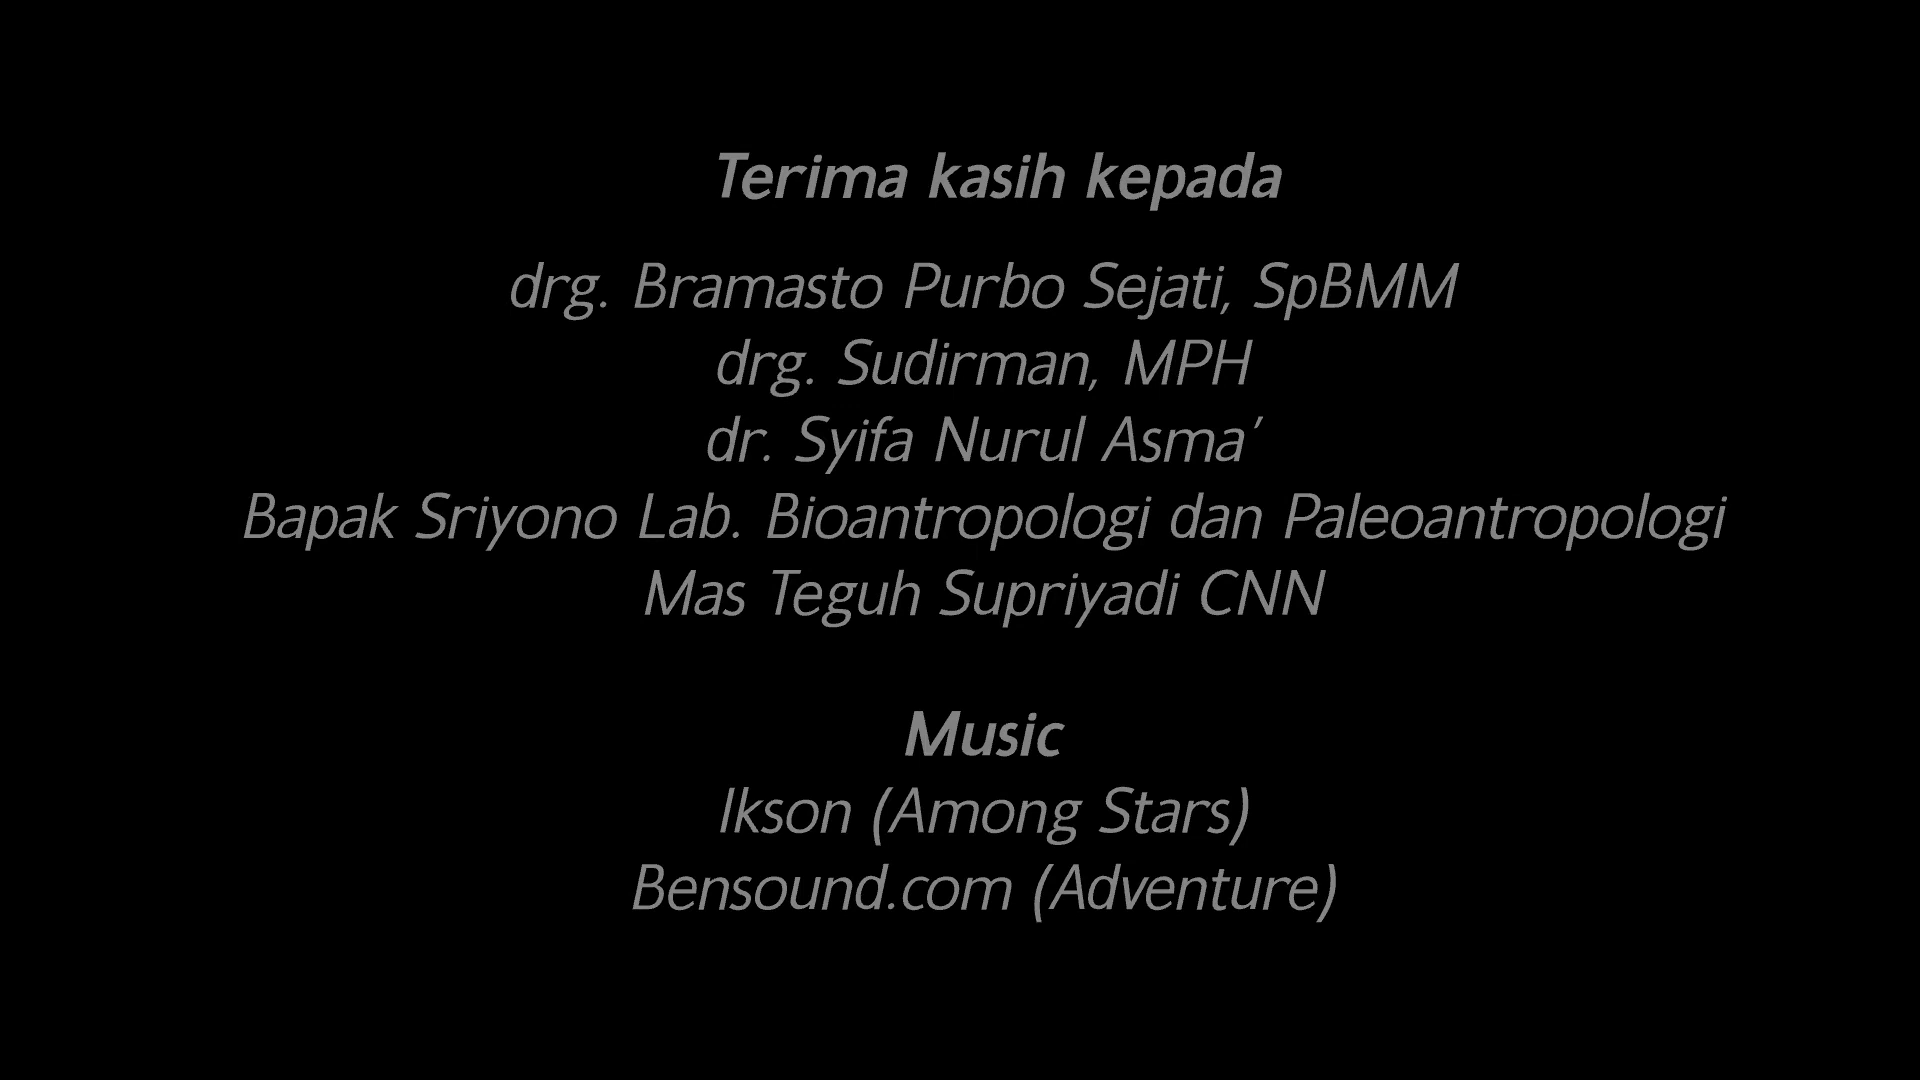 Terima kasih kepada
drg. Bramasto Purbo Sejati, SpBMM
drg. Sudirman, MPH
dr. Syifa Nurul Asma’
Bapak Sriyono Lab. Bioantropologi dan Paleoantropologi
Mas Teguh Supriyadi CNN
Music
Ikson (Among Stars)
Bensound.com (Adventure)